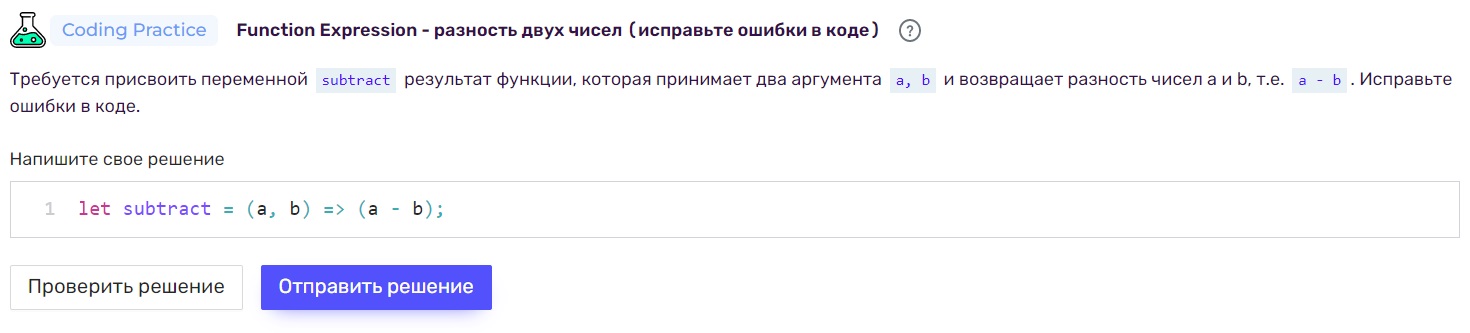 Coding Practice Function Expression - разность двух чисел (исправьте ошибки в коде) ?
Требуется присвоить переменной subtract результат функции, которая принимает два аргумента a, b и возвращает разность чисел a и b, т.е. a - b. Исправьте
ошибки в коде.
Напишите свое решение
1 let subtract = (a, b) => (a - b);
Проверить решение Отправить решение